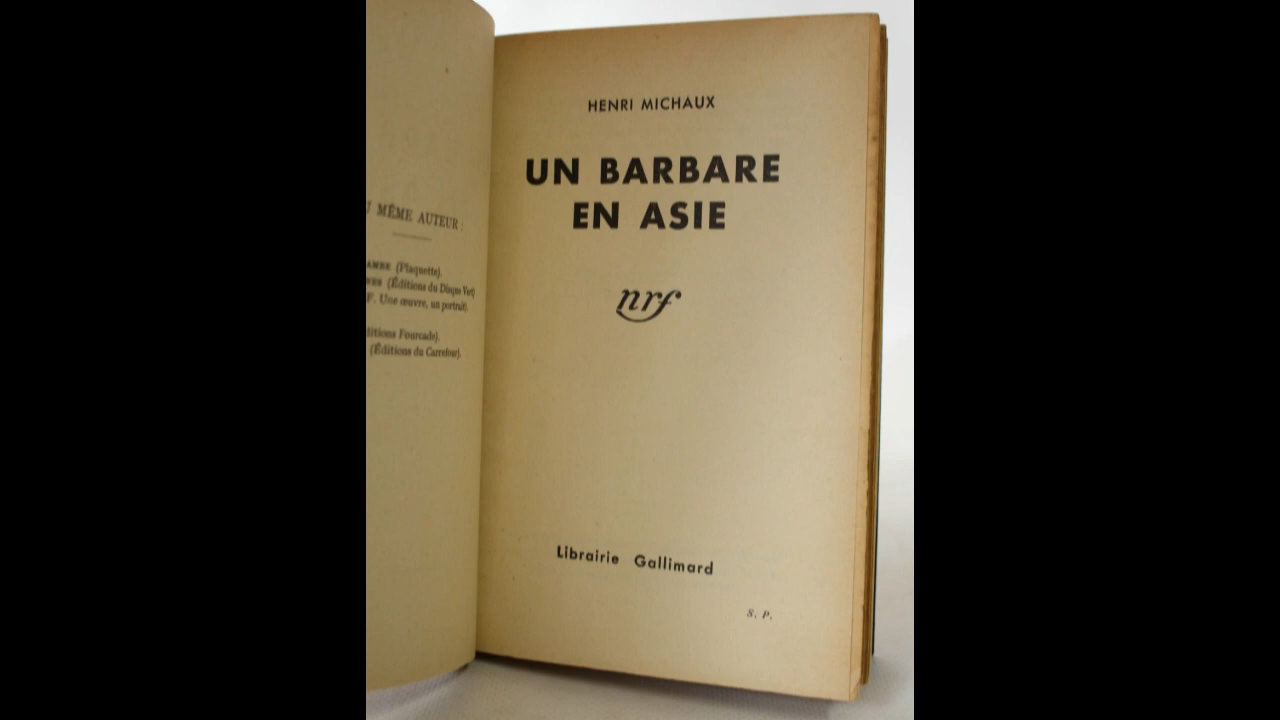 MÊME AUTEUR :
(Plaquette).
(Éditions du Disque Vert)
F. Une œuvre, un portrait).
Fourcade).
(Éditions du Carrefour).
HENRI MICHAUX
UN BARBARE
EN ASIE
nrf
Librairie Gallimard
S. P.